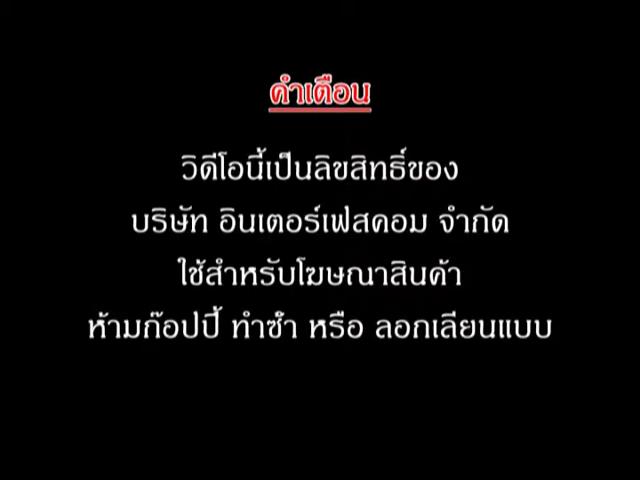 คำเตือน
วิดีโอนี้เป็นลิขสิทธิ์ของ
บริษัท อินเตอร์เฟสคอม จำกัด
ใช้สำหรับโฆษณาสินค้า
ห้ามก๊อปปี้ ทำซ้ำ หรือ ลอกเลียนแบบ